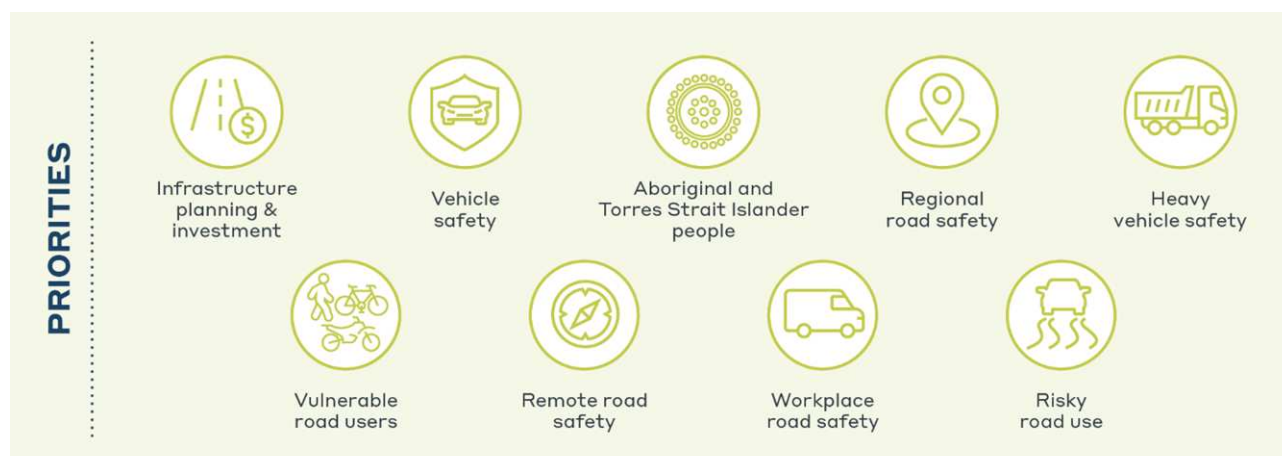 PRIORITIES
$
Infrastructure
planning &
investment
Vehicle
safety
Aboriginal and
Torres Strait Islander
people
Regional
road safety
Heavy
vehicle safety
Vulnerable
road users
Remote road
safety
Workplace
road safety
Risky
road use